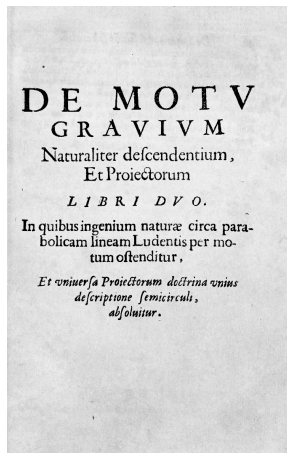 DE MOTV
GRAVIVM
Naturaliter deſcendentium,
Et Proiectorum
LIBRI DVO.
In quibus ingenium naturæ circa para-
bolicam lineam Ludentis per mo-
tum oſtenditur,
Et vniuerſa Proiectorum doctrina vnius
deſcriptione ſemicirculi,
abſoluitur.